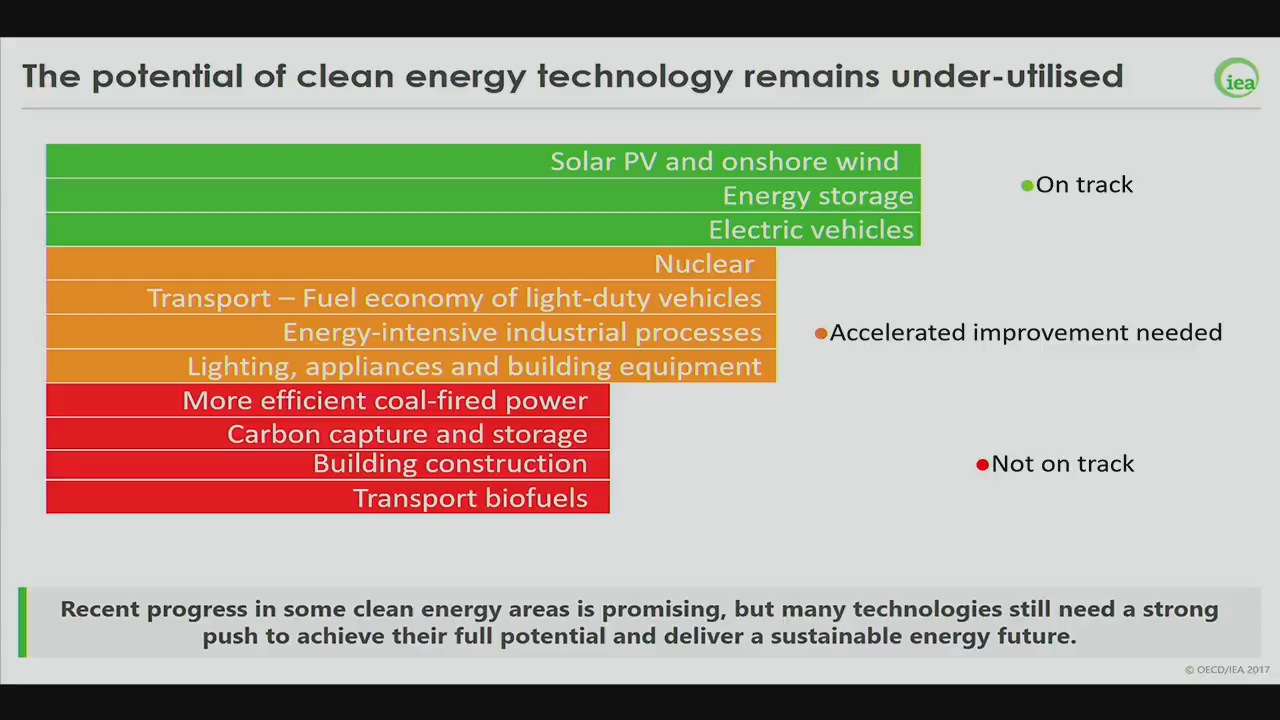 The potential of clean energy technology remains under-utilised
iea
Solar PV and onshore wind
Energy storage
Electric vehicles
On track
Nuclear
Transport – Fuel economy of light-duty vehicles
Energy-intensive industrial processes
Lighting, appliances and building equipment
Accelerated improvement needed
More efficient coal-fired power
Carbon capture and storage
Building construction
Transport biofuels
Not on track
Recent progress in some clean energy areas is promising, but many technologies still need a strong
push to achieve their full potential and deliver a sustainable energy future.
© OECD/IEA 2017